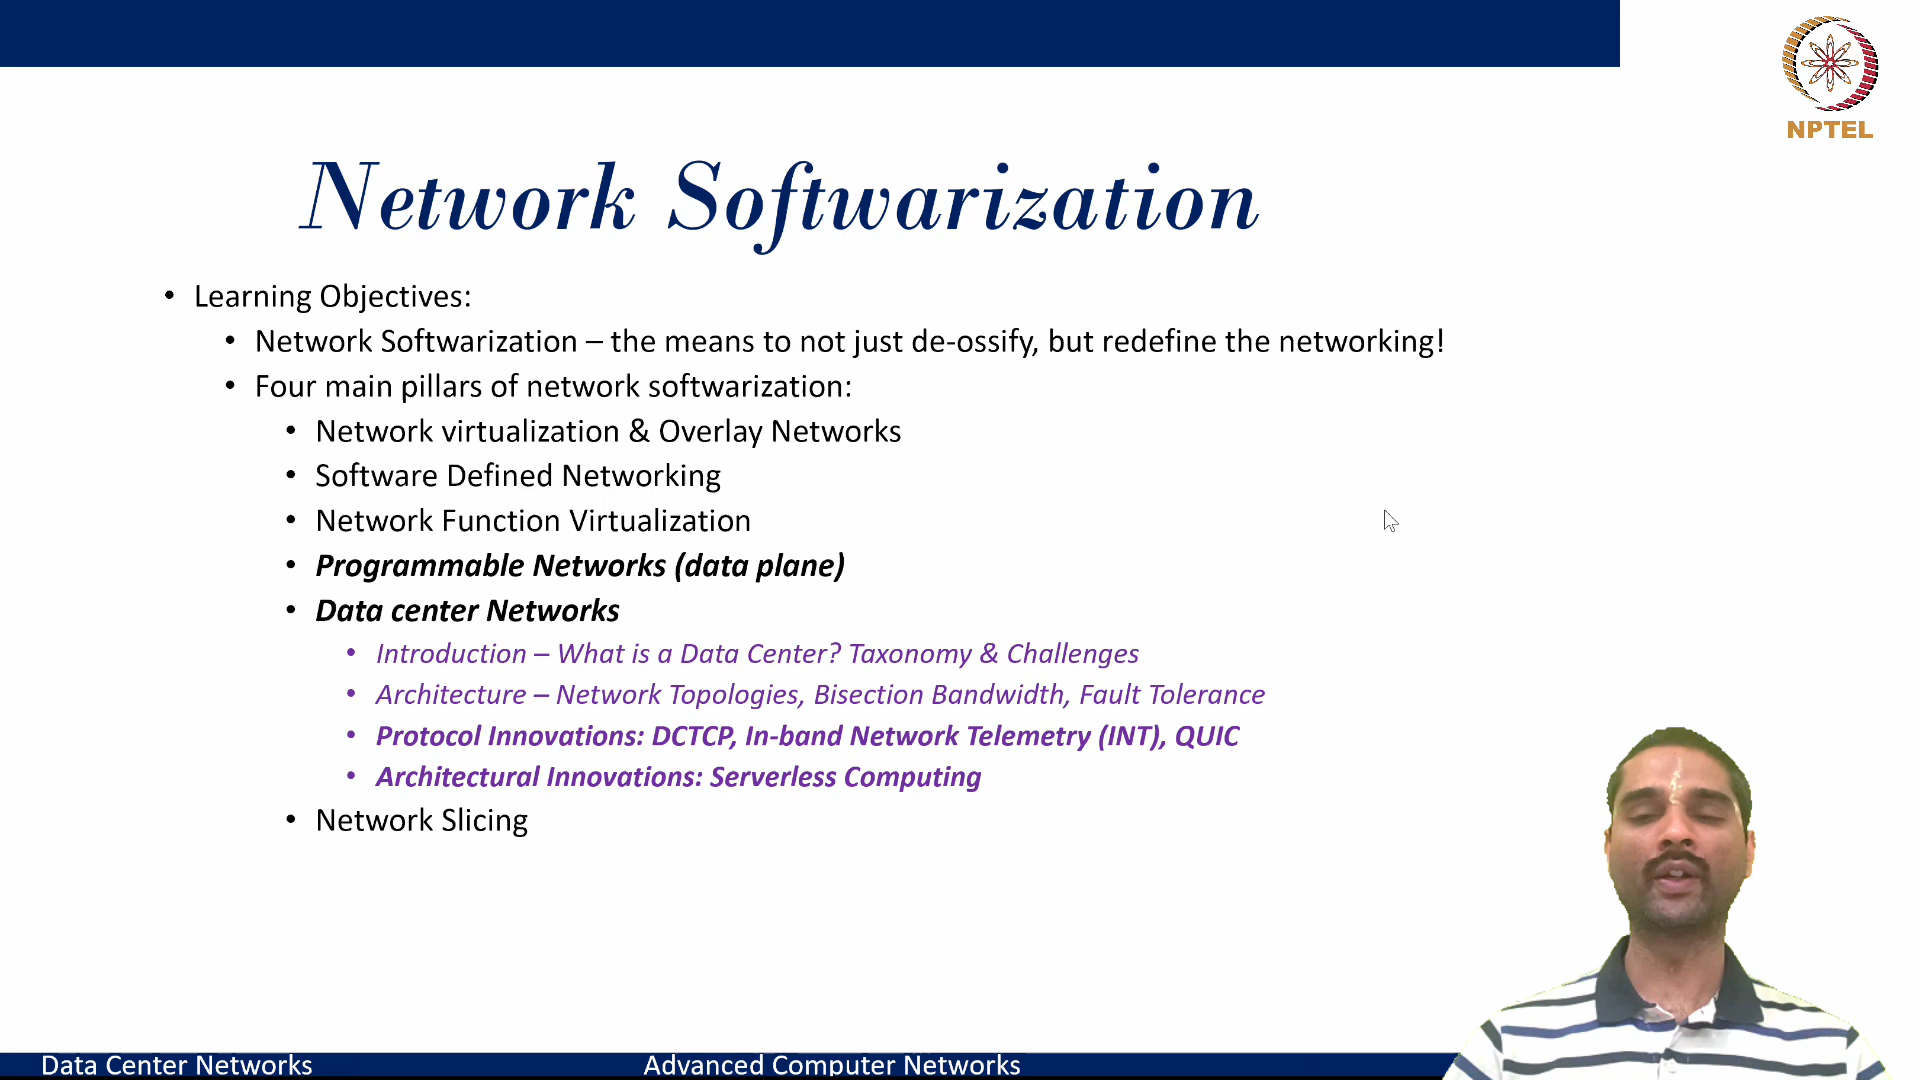 NPTEL
Network Softwarization
• Learning Objectives:
• Network Softwarization – the means to not just de-ossify, but redefine the networking!
• Four main pillars of network softwarization:
• Network virtualization & Overlay Networks
• Software Defined Networking
• Network Function Virtualization
• Programmable Networks (data plane)
• Data center Networks
• Introduction – What is a Data Center? Taxonomy & Challenges
• Architecture – Network Topologies, Bisection Bandwidth, Fault Tolerance
• Protocol Innovations: DCTCP, In-band Network Telemetry (INT), QUIC
• Architectural Innovations: Serverless Computing
• Network Slicing
Data Center Networks
Advanced Computer Networks